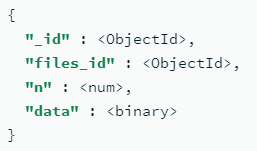 {
"_id" : <ObjectId>,
"files_id" : <ObjectId>,
"n" : <num>,
"data" : <binary>
}